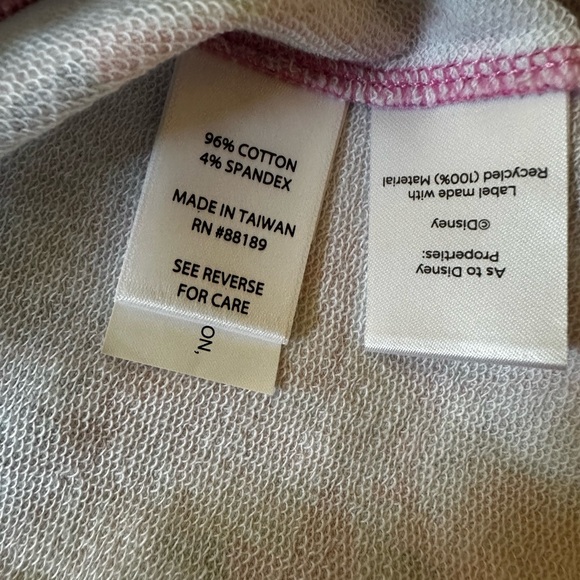 96% COTTON
4% SPANDEX
MADE IN TAIWAN
RN #88189
SEE REVERSE
FOR CARE
ON,
As to Disney
Properties:
©Disney
Label made with
Recycled (100%) Material